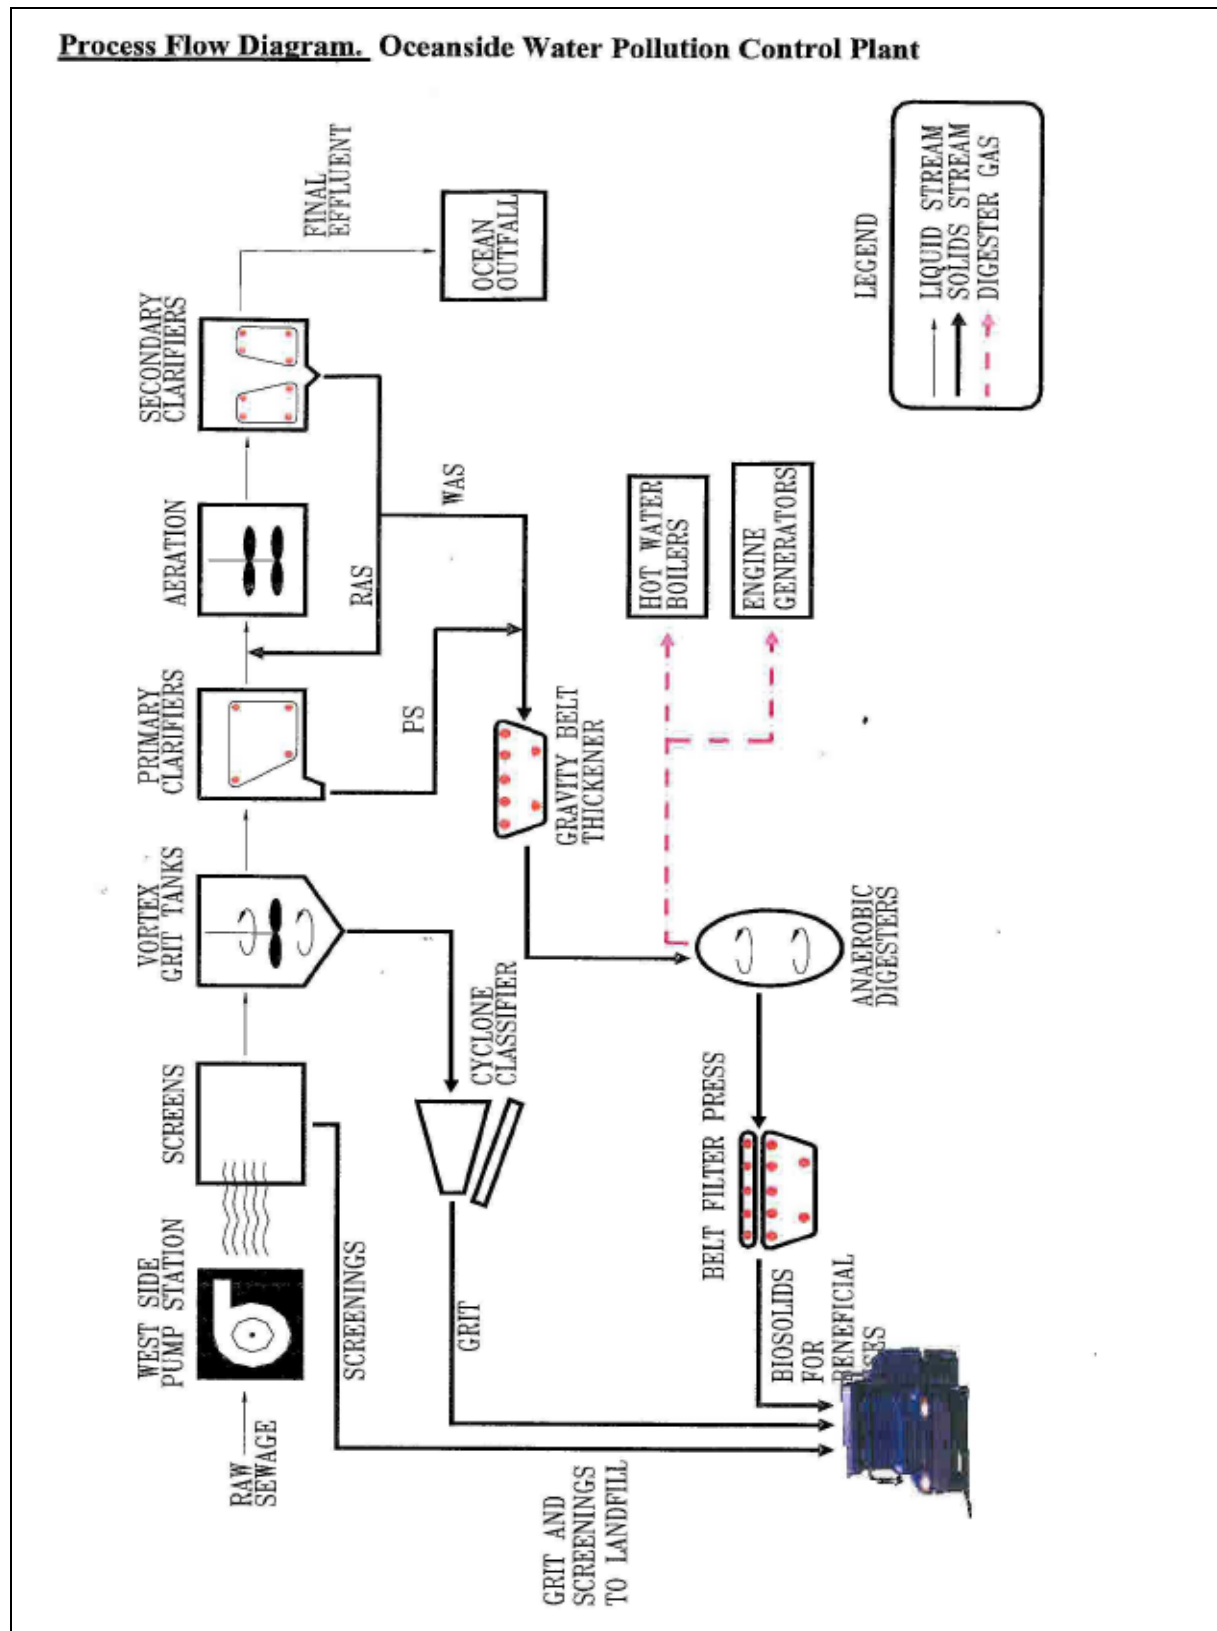 Process Flow Diagram. Oceanside Water Pollution Control Plant
RAW
SEWAGE
WEST SIDE
PUMP STATION
SCREENS
VORTEX
GRIT TANKS
PRIMARY
CLARIFIERS
AERATION
SECONDARY
CLARIFIERS
FINAL
EFFLUENT
OCEAN
OUTFALL
SCREENINGS
GRIT
CYCLONE
CLASSIFIER
PS
RAS
WAS
GRAVITY BELT
THICKENER
HOT WATER
BOILERS
ENGINE
GENERATORS
ANAEROBIC
DIGESTERS
BELT FILTER PRESS
BIOSOLIDS
FOR
BENEFICIAL
USES
GRIT AND
SCREENINGS
TO LANDFILL
LEGEND
LIQUID STREAM
SOLIDS STREAM
DIGESTER GAS